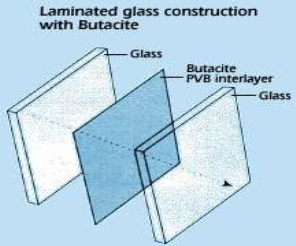 Laminated glass construction
with Butacite
Glass
Butacite
PVB interlayer
Glass